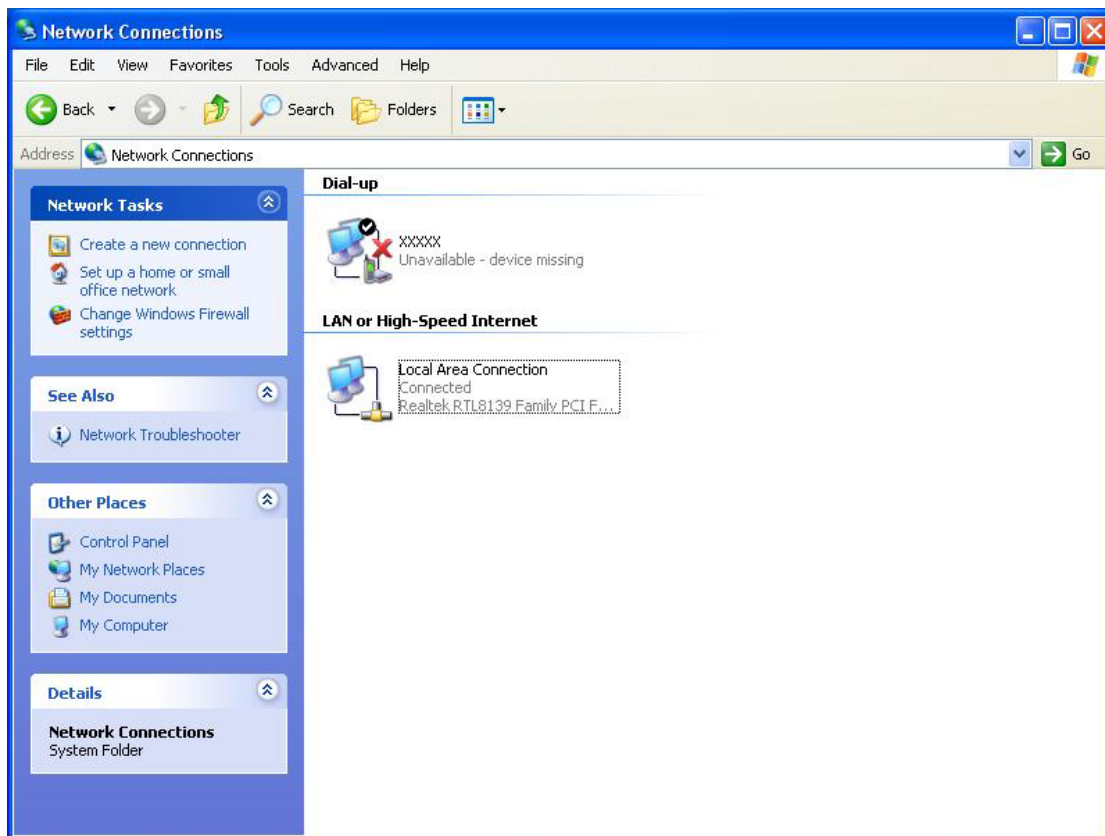 Network Connections
File Edit View Favorites Tools Advanced Help
Back Search Folders
Address Network Connections Go
Network Tasks
Create a new connection
Set up a home or small
office network
Change Windows Firewall
settings
See Also
Network Troubleshooter
Other Places
Control Panel
My Network Places
My Documents
My Computer
Details
Network Connections
System Folder
Dial-up
XXXXX
Unavailable - device missing
LAN or High-Speed Internet
Local Area Connection
Connected
Realtek RTL8139 Family PCI F...